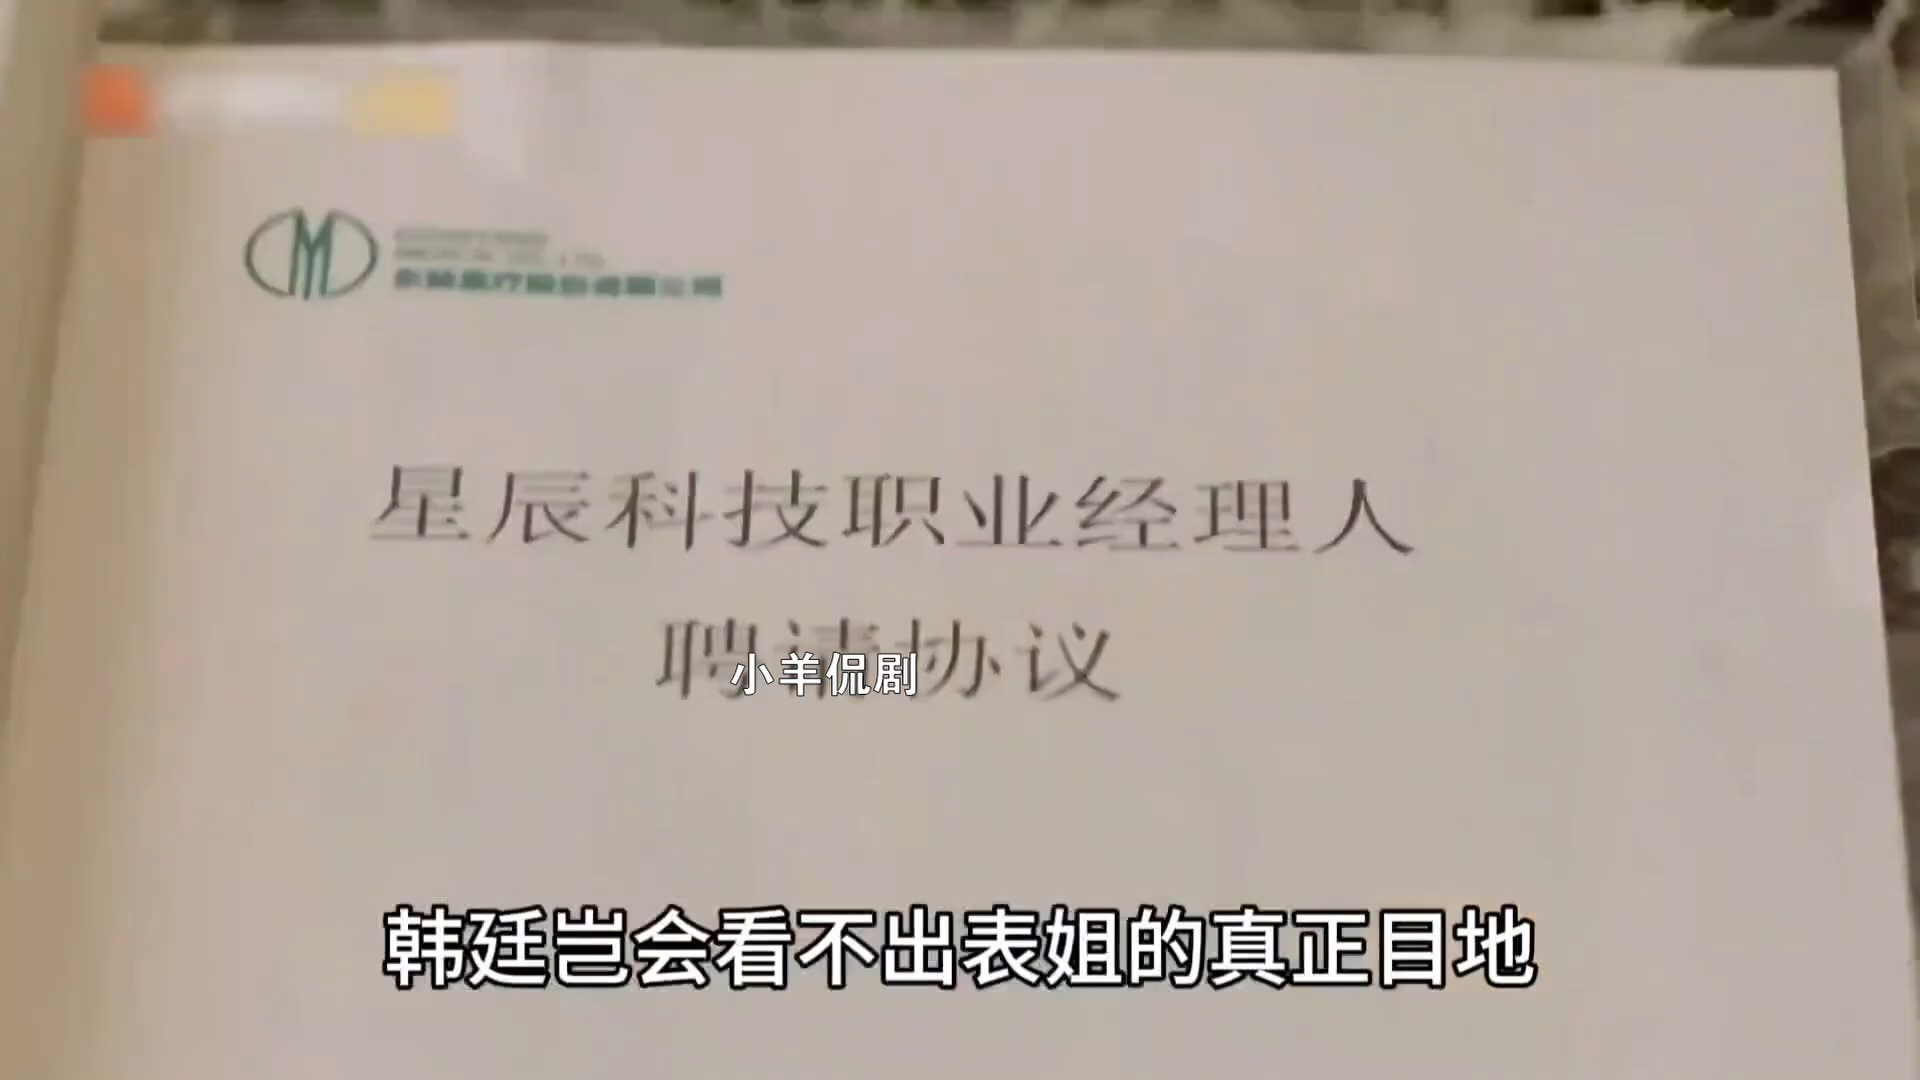 星辰科技职业经理人
聘请协议
小羊侃剧
韩廷岂会看不出表姐的真正目地